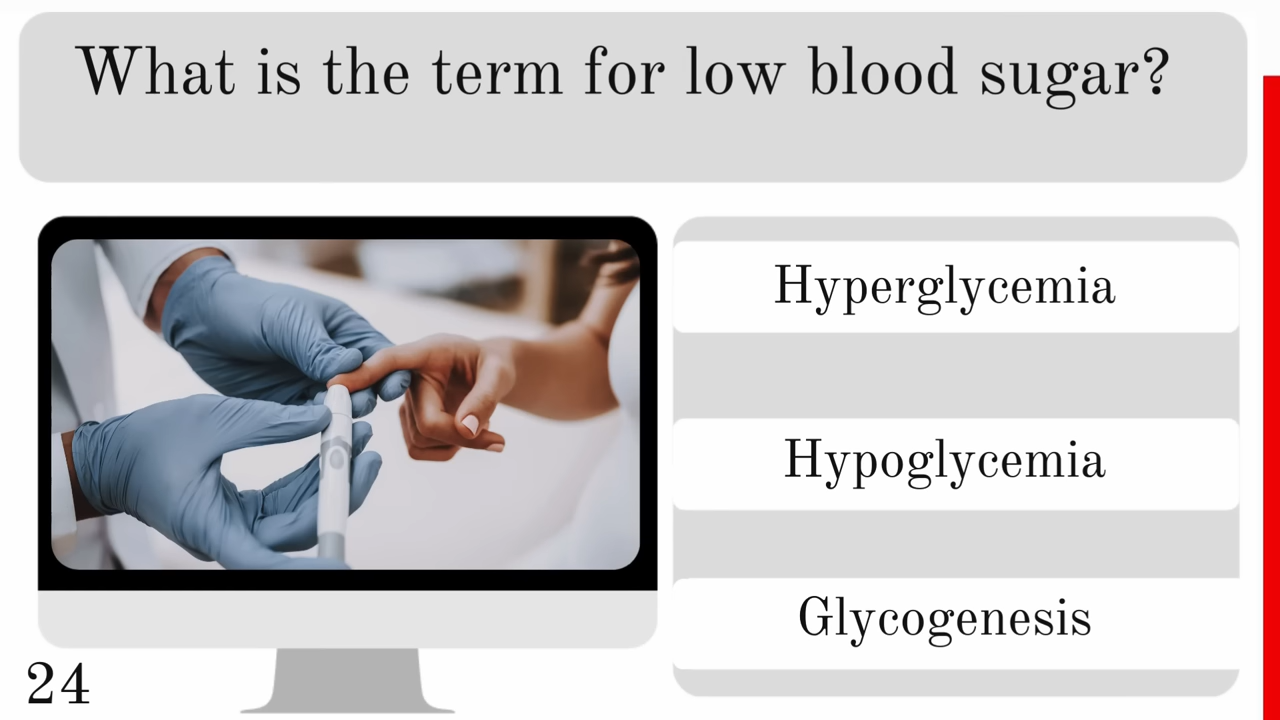 What is the term for low blood sugar?
Hyperglycemia
Hypoglycemia
Glycogenesis
24